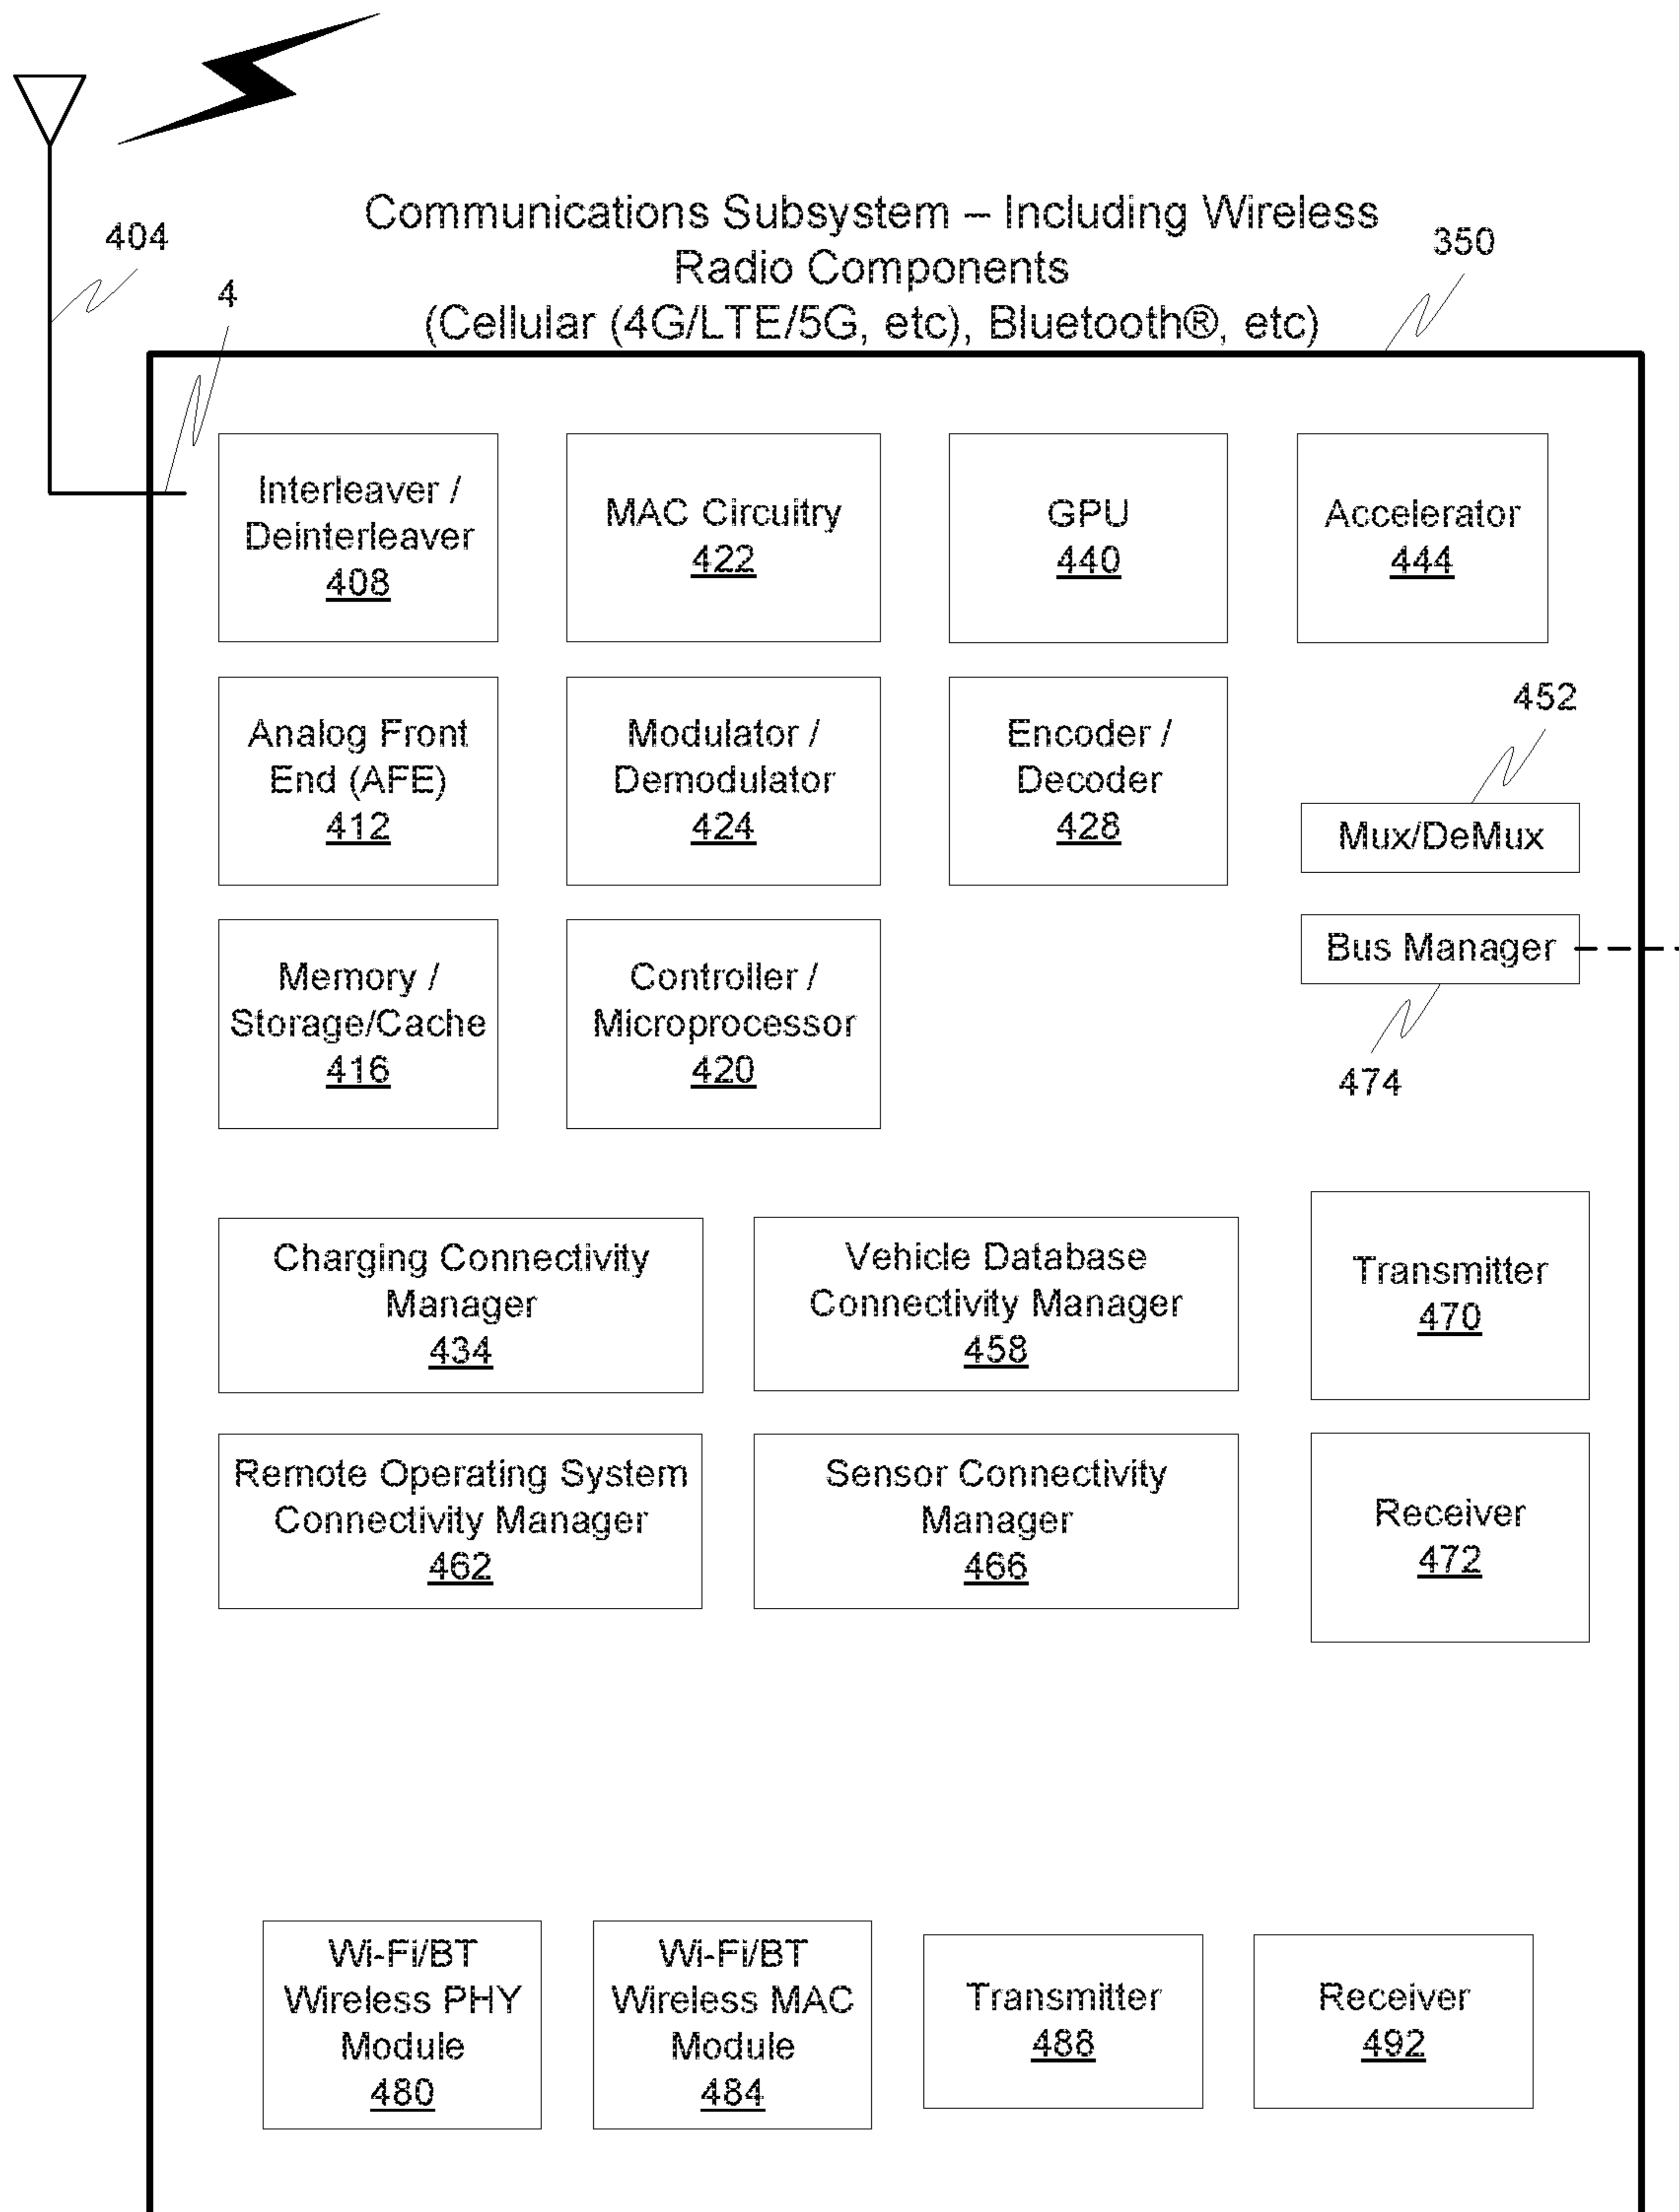 Communications Subsystem – Including Wireless
Radio Components
(Cellular (4G/LTE/5G, etc), Bluetooth®, etc)
404
4
350
Interleaver /
Deinterleaver
408
MAC Circuitry
422
GPU
440
Accelerator
444
Analog Front
End (AFE)
412
Modulator /
Demodulator
424
Encoder /
Decoder
428
452
Mux/DeMux
Memory /
Storage/Cache
416
Controller /
Microprocessor
420
Bus Manager
474
Charging Connectivity
Manager
434
Vehicle Database
Connectivity Manager
458
Transmitter
470
Remote Operating System
Connectivity Manager
462
Sensor Connectivity
Manager
466
Receiver
472
Wi-Fi/BT
Wireless PHY
Module
480
Wi-Fi/BT
Wireless MAC
Module
484
Transmitter
488
Receiver
492